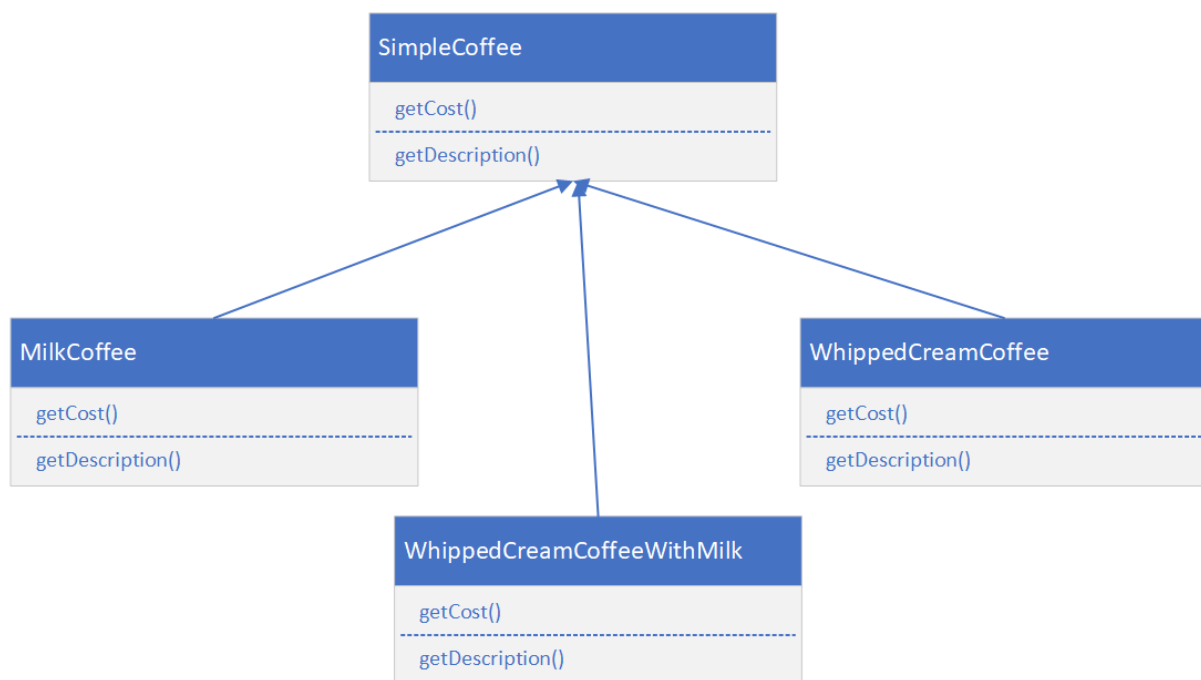 SimpleCoffee
getCost()
getDescription()
MilkCoffee
getCost()
getDescription()
WhippedCreamCoffee
getCost()
getDescription()
WhippedCreamCoffeeWithMilk
getCost()
getDescription()